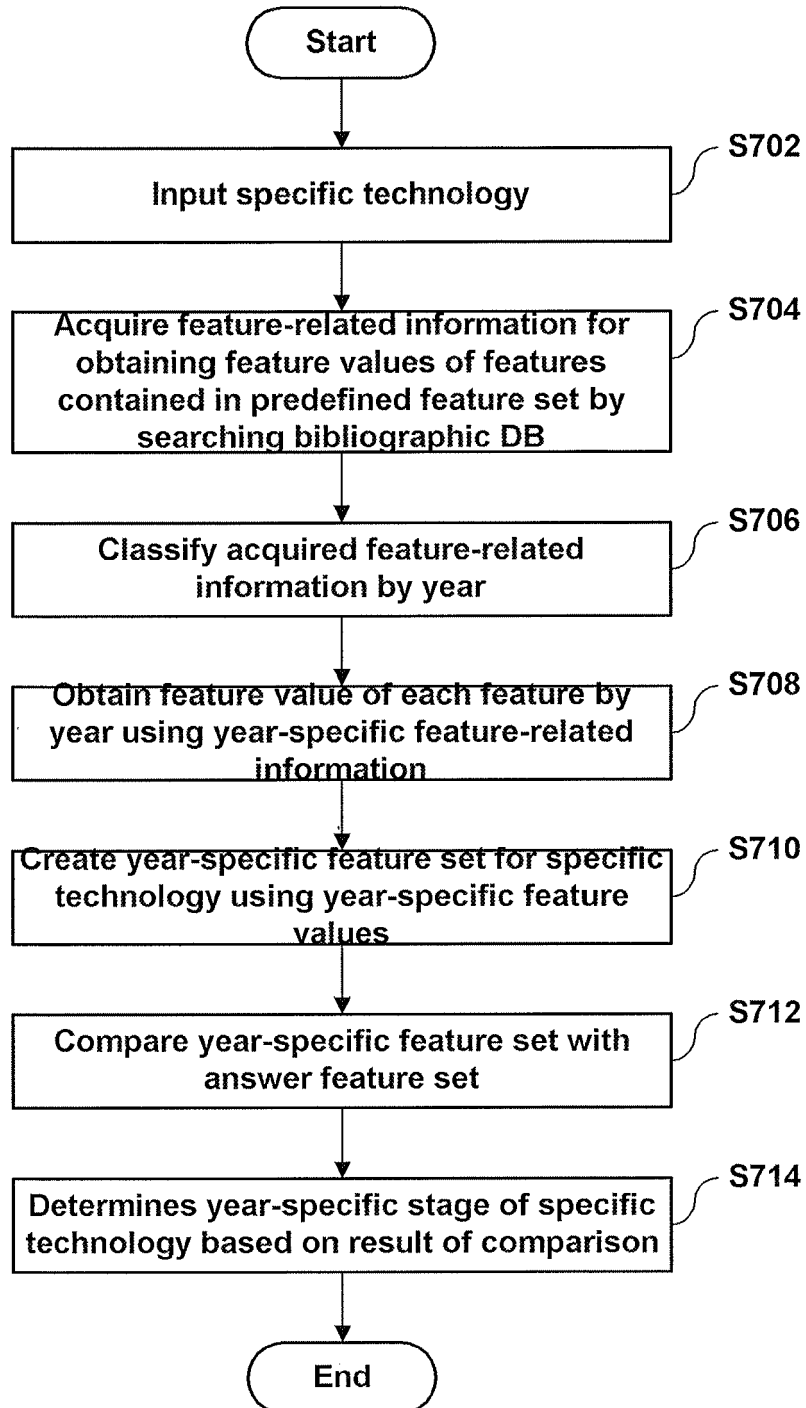 Start
S702
Input specific technology
S704
Acquire feature-related information for
obtaining feature values of features
contained in predefined feature set by
searching bibliographic DB
S706
Classify acquired feature-related
information by year
S708
Obtain feature value of each feature by
year using year-specific feature-related
information
S710
Create year-specific feature set for specific
technology using year-specific feature
values
S712
Compare year-specific feature set with
answer feature set
S714
Determines year-specific stage of specific
technology based on result of comparison
End